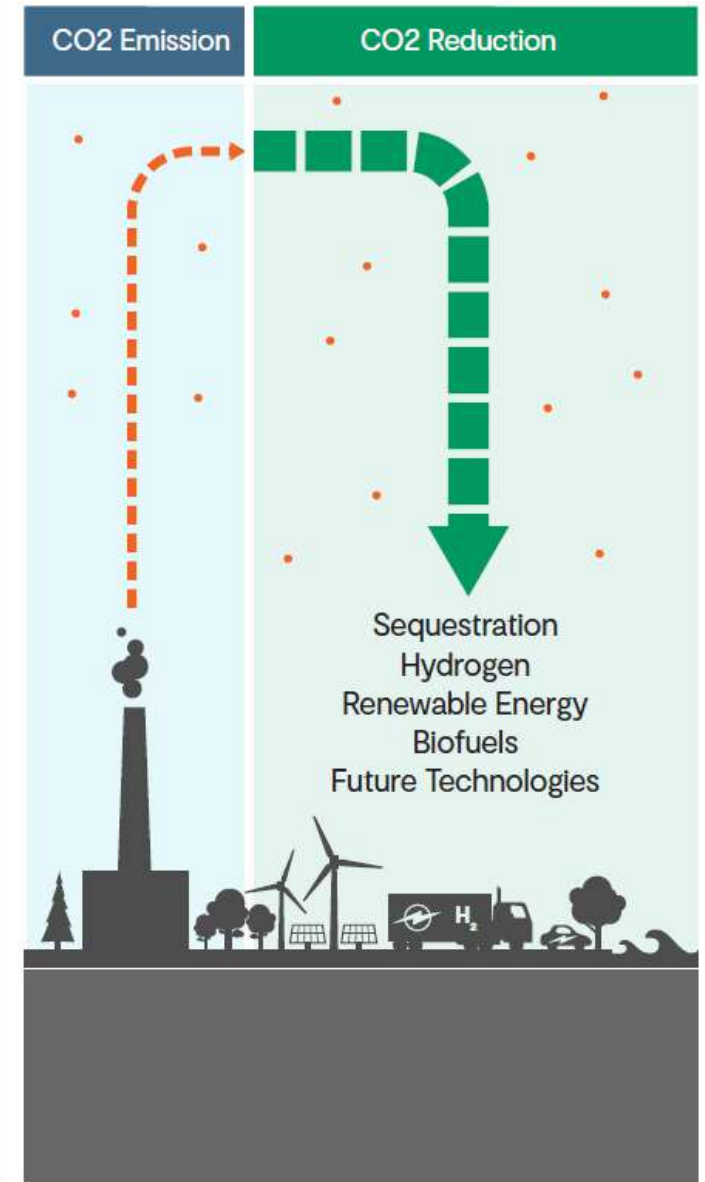 CO2 Emission
CO2 Reduction
Sequestration
Hydrogen
Renewable Energy
Biofuels
Future Technologies
H2